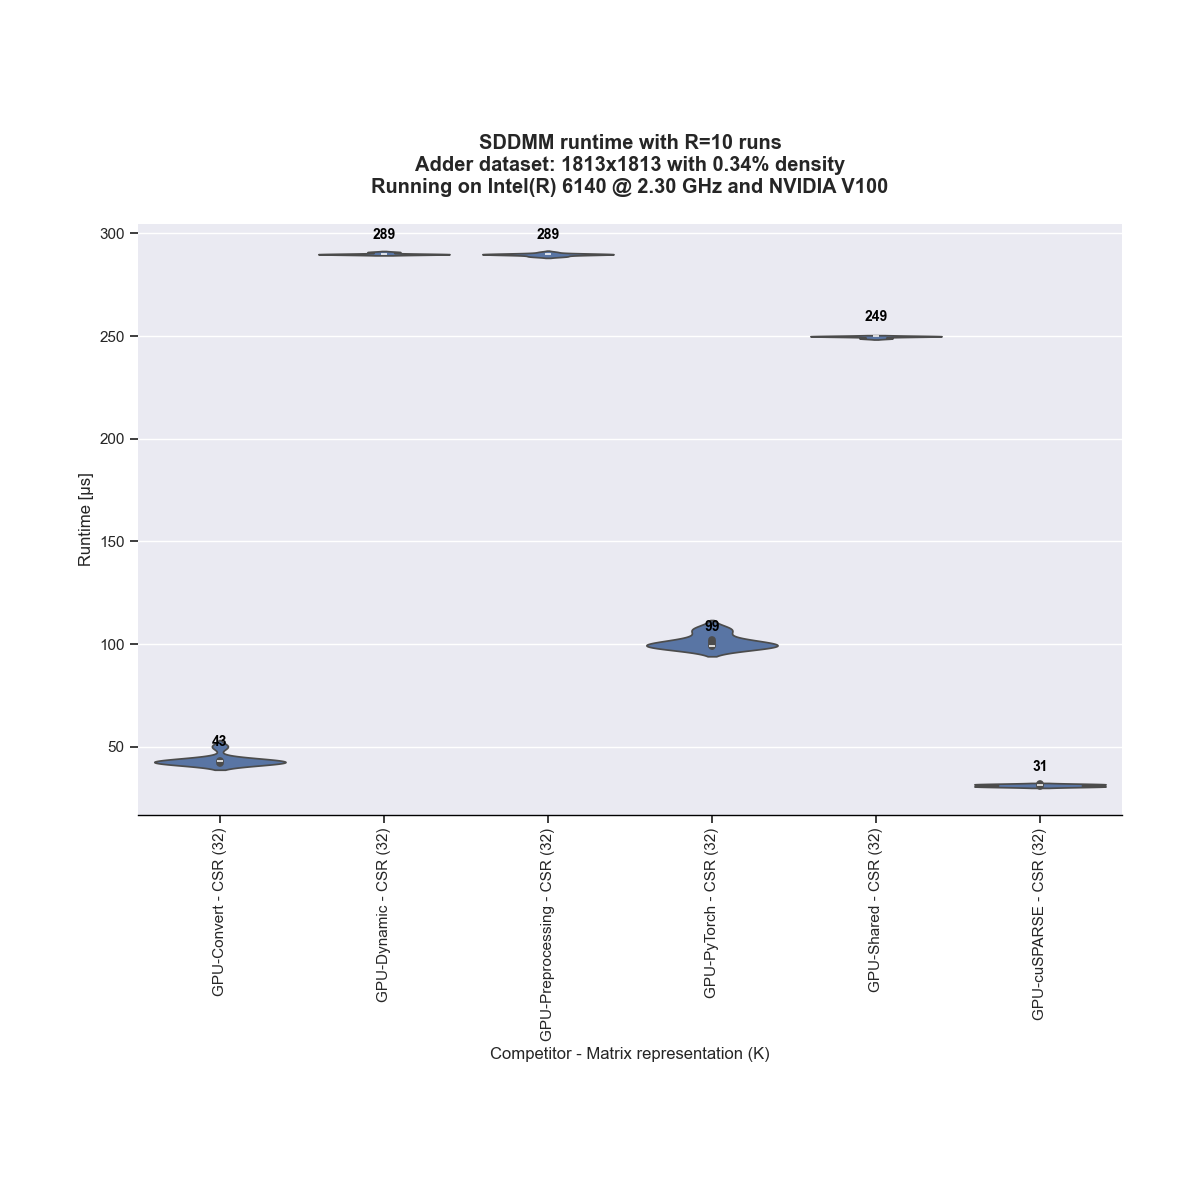 SDDMM runtime with R=10 runs
Adder dataset: 1813x1813 with 0.34% density
Running on Intel(R) 6140 @ 2.30 GHz and NVIDIA V100
Runtime [μs]
300
250
200
150
100
50
43
289
289
99
249
31
GPU-Convert - CSR (32)
GPU-Dynamic - CSR (32)
GPU-Preprocessing - CSR (32)
GPU-PyTorch - CSR (32)
GPU-Shared - CSR (32)
GPU-cuSPARSE - CSR (32)
Competitor - Matrix representation (K)